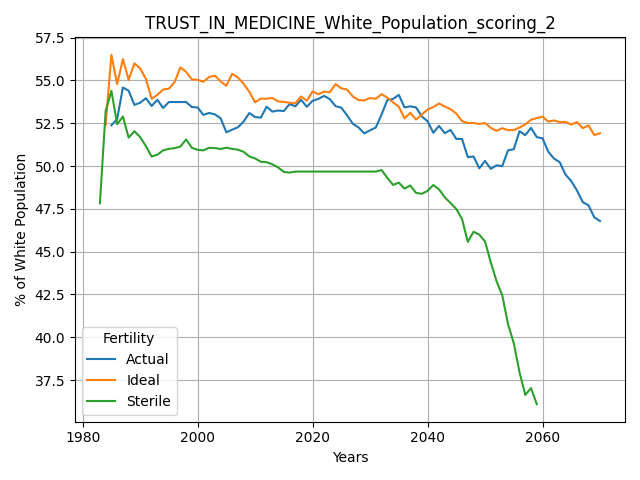 TRUST_IN_MEDICINE_White_Population_scoring_2
% of White Population
57.5
55.0
52.5
50.0
47.5
45.0
42.5
40.0
37.5
Fertility
Actual
Ideal
Sterile
1980 2000 2020 2040 2060
Years